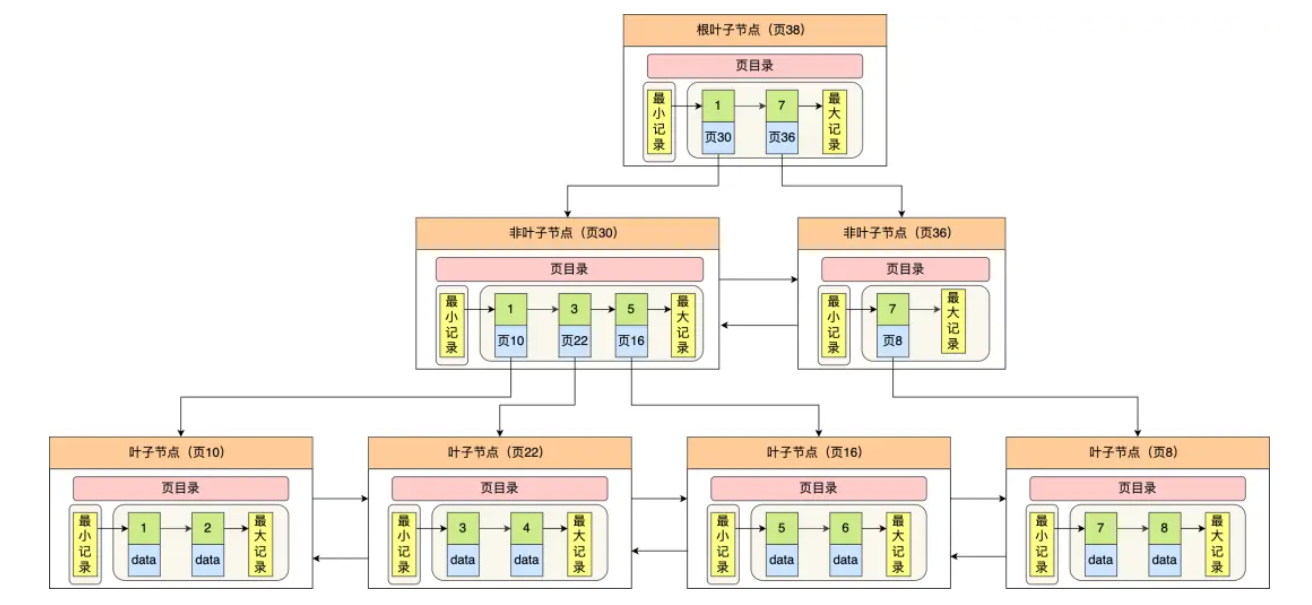 根叶子节点（页38）
页目录
最小记录
1
7
最大记录
页30
页36
非叶子节点（页30）
页目录
最小记录
1
3
5
最大记录
页10
页22
页16
非叶子节点（页36）
页目录
最小记录
7
最大记录
页8
叶子节点（页10）
页目录
最小记录
1
2
最大记录
data
data
叶子节点（页22）
页目录
最小记录
3
4
最大记录
data
data
叶子节点（页16）
页目录
最小记录
5
6
最大记录
data
data
叶子节点（页8）
页目录
最小记录
7
8
最大记录
data
data